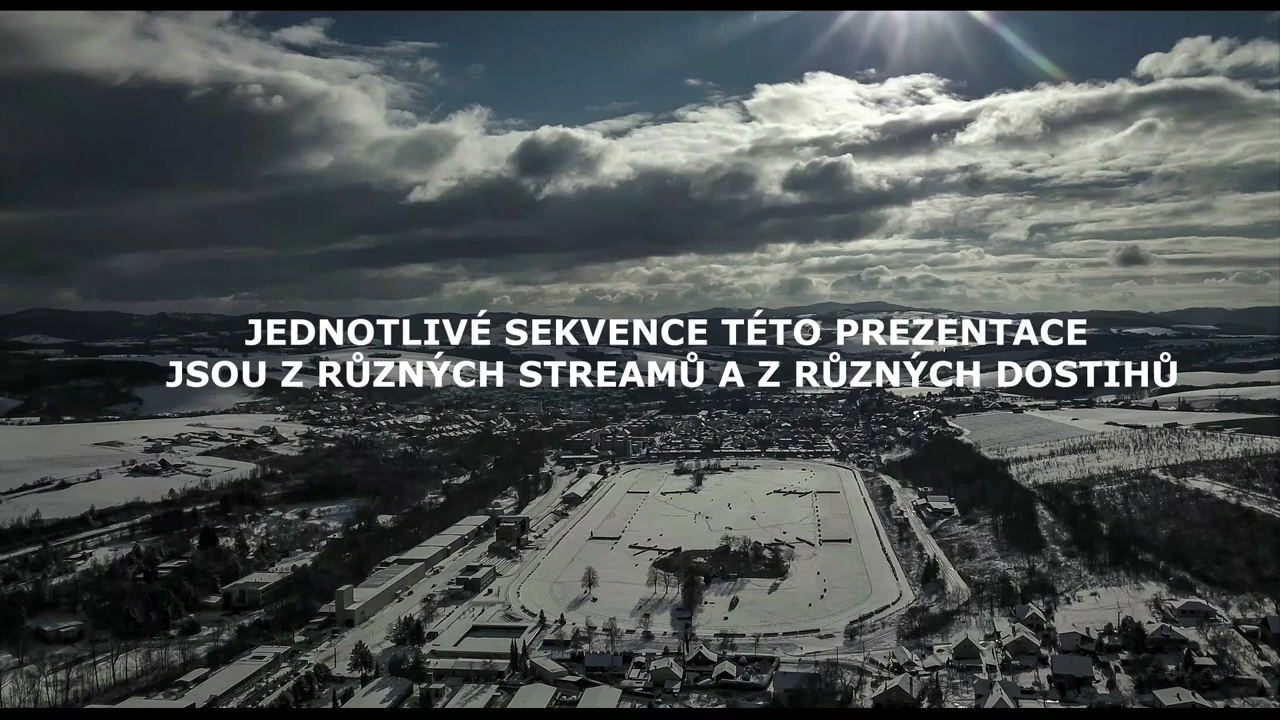 JEDNOTLIVÉ SEKVENCE TÉTO PREZENTACE
JSOU Z RŮZNÝCH STREAMŮ A Z RŮZNÝCH DOSTIHŮ